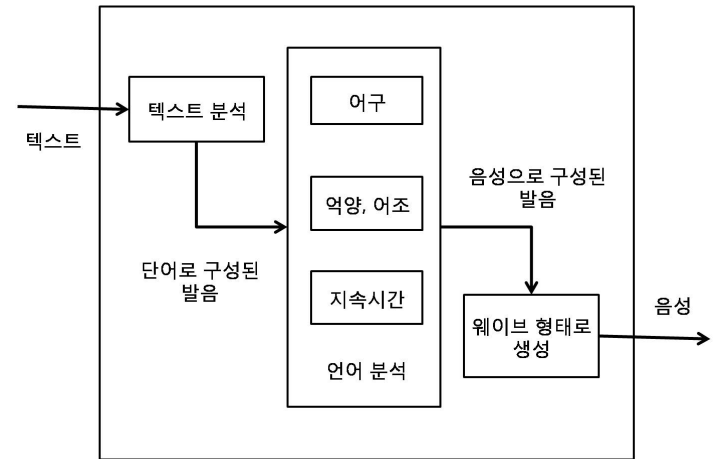 텍스트
텍스트 분석
단어로 구성된
발음
어구
억양, 어조
지속시간
언어 분석
음성으로 구성된
발음
웨이브 형태로
생성
음성